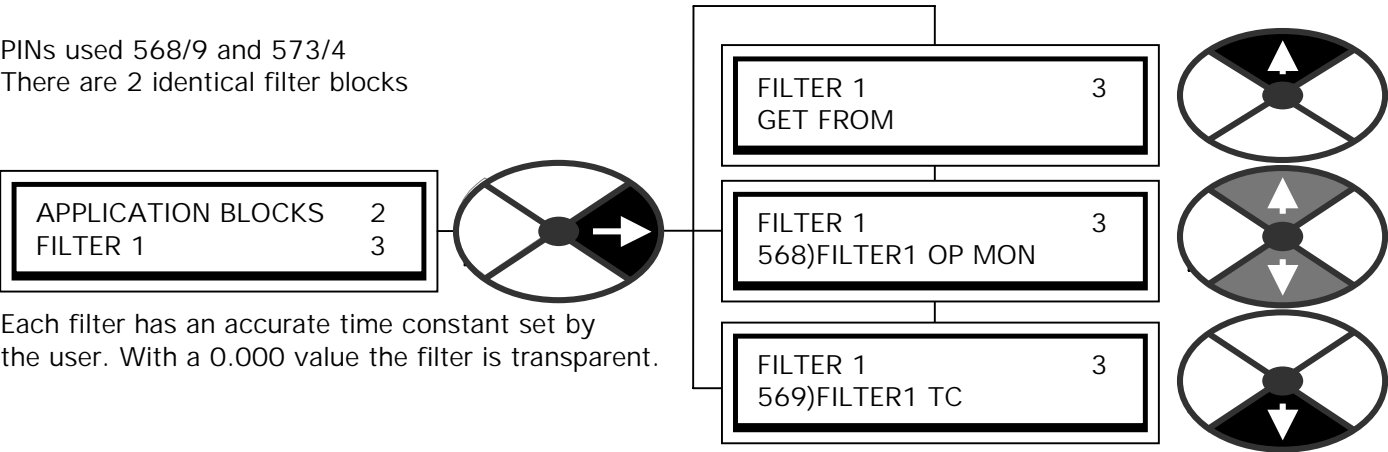 PINs used 568/9 and 573/4
There are 2 identical filter blocks
APPLICATION BLOCKS 2
FILTER 1 3
Each filter has an accurate time constant set by
the user. With a 0.000 value the filter is transparent.
FILTER 1 3
GET FROM
FILTER 1 3
568)FILTER1 OP MON
FILTER 1 3
569)FILTER1 TC